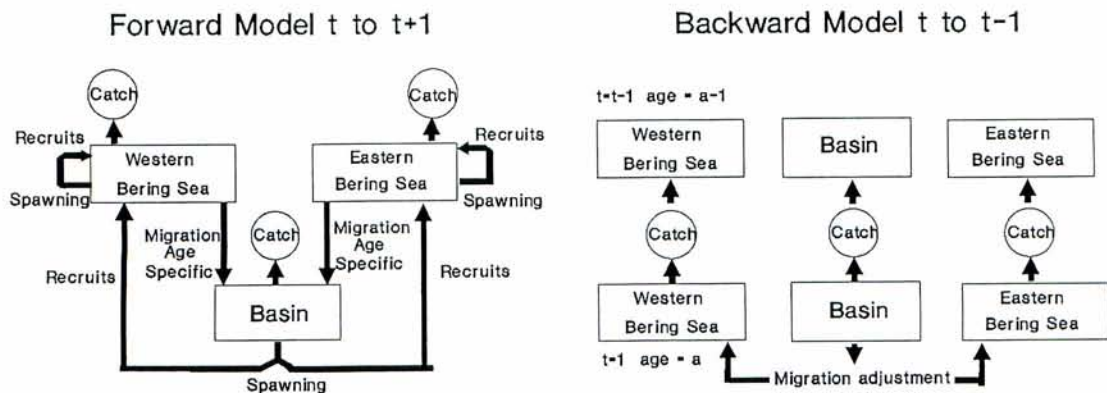 Forward Model t to t+1
Catch
Catch
Recruits
Western
Bering Sea
Spawning
Eastern
Bering Sea
Recruits
Spawning
Migration
Age
Specific
Catch
Migration
Age
Specific
Recruits
Recruits
Basin
Spawning
Backward Model t to t-1
t=t-1 age = a-1
Western
Bering Sea
Basin
Eastern
Bering Sea
Catch
Catch
Catch
Western
Bering Sea
Basin
Eastern
Bering Sea
t=1 age = a
Migration adjustment